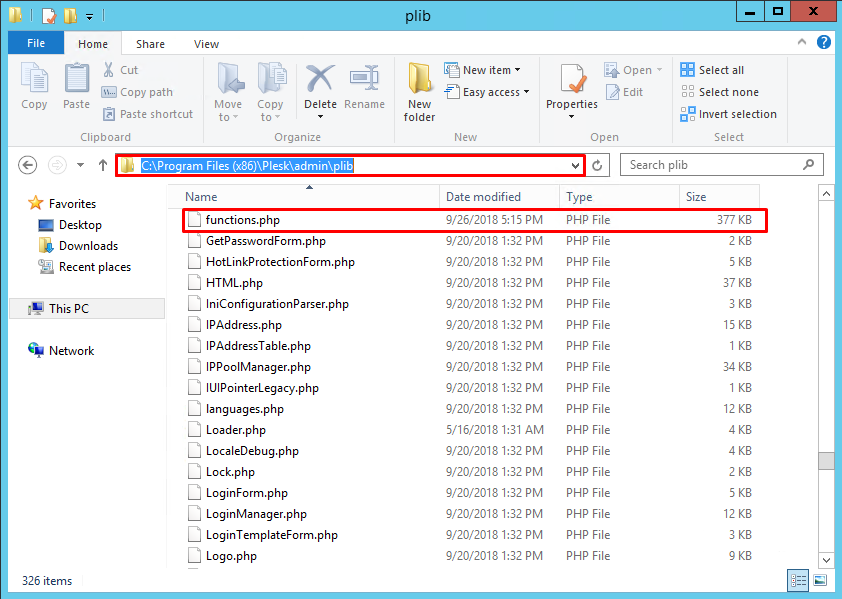 plib
File Home Share View
Copy
Paste
Cut
Copy path
Paste shortcut
Clipboard
Move to
Copy to
Delete
Rename
Organize
New folder
New item
Easy access
New
Properties
Open
Edit
Open
Select all
Select none
Invert selection
Select
C:\Program Files (x86)\Plesk\admin\plib
Search plib
Favorites
Desktop
Downloads
Recent places
This PC
Network
Name Date modified Type Size
functions.php 9/26/2018 5:15 PM PHP File 377 KB
GetPasswordForm.php 9/20/2018 1:32 PM PHP File 2 KB
HotLinkProtectionForm.php 9/20/2018 1:32 PM PHP File 5 KB
HTML.php 9/20/2018 1:32 PM PHP File 37 KB
IniConfigurationParser.php 9/20/2018 1:32 PM PHP File 3 KB
IPAddress.php 9/20/2018 1:32 PM PHP File 15 KB
IPAddressTable.php 9/20/2018 1:32 PM PHP File 1 KB
IPPoolManager.php 9/20/2018 1:32 PM PHP File 34 KB
IUIPointerLegacy.php 9/20/2018 1:32 PM PHP File 1 KB
languages.php 9/20/2018 1:32 PM PHP File 12 KB
Loader.php 5/16/2018 1:31 AM PHP File 4 KB
LocaleDebug.php 9/20/2018 1:32 PM PHP File 4 KB
Lock.php 9/20/2018 1:32 PM PHP File 2 KB
LoginForm.php 9/20/2018 1:32 PM PHP File 5 KB
LoginManager.php 9/20/2018 1:32 PM PHP File 12 KB
LoginTemplateForm.php 9/20/2018 1:32 PM PHP File 3 KB
Logo.php 9/20/2018 1:32 PM PHP File 9 KB
326 items